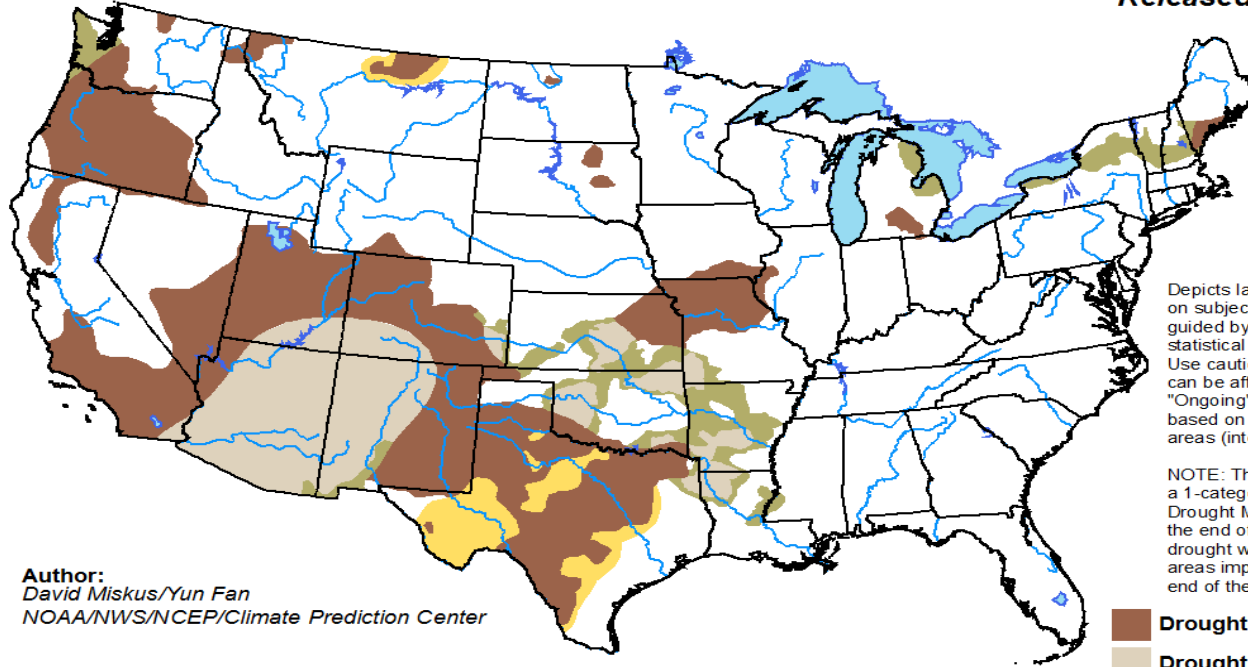 Released
Depicts la
on subjec
guided by
statistical
Use cauti
can be aff
"Ongoing"
based on
areas (inte
NOTE: Th
a 1-categ
Drought M
the end of
drought w
areas imp
end of the
Author:
David Miskus/Yun Fan
NOAA/NWS/NCEP/Climate Prediction Center
Drought
Drought